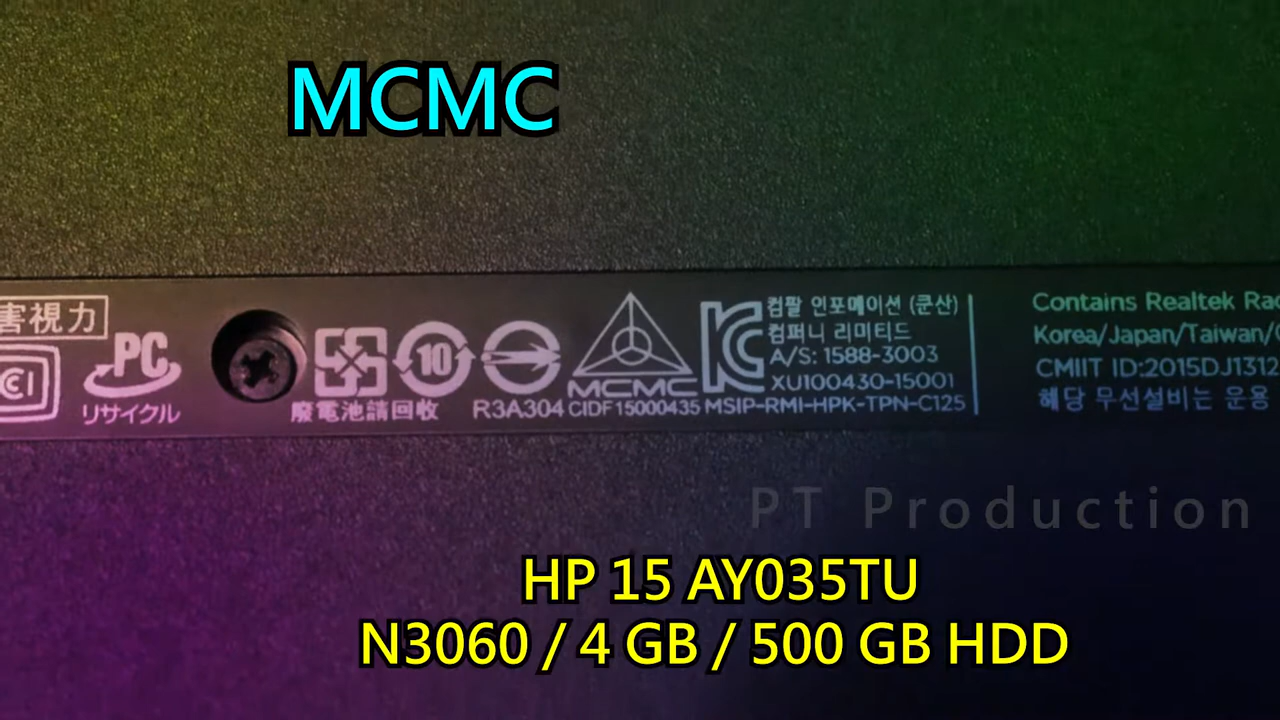 MCMC
害視力
CCI
PC
リサイクル
廢電池請回收
10
R3A304
MCMC
CIDF15000435
컴팔 인포메이션 (쿤산)
컴퍼니 리미티드
A/S: 1588-3003
XU100430-15001
MSIP-RMI-HPK-TPN-C125
Contains Realtek
Korea/Japan/Taiwan/
CMIIT ID:2015DJ1312
해당 무선설비는 운용
PT Production
HP 15 AY035TU
N3060 / 4 GB / 500 GB HDD